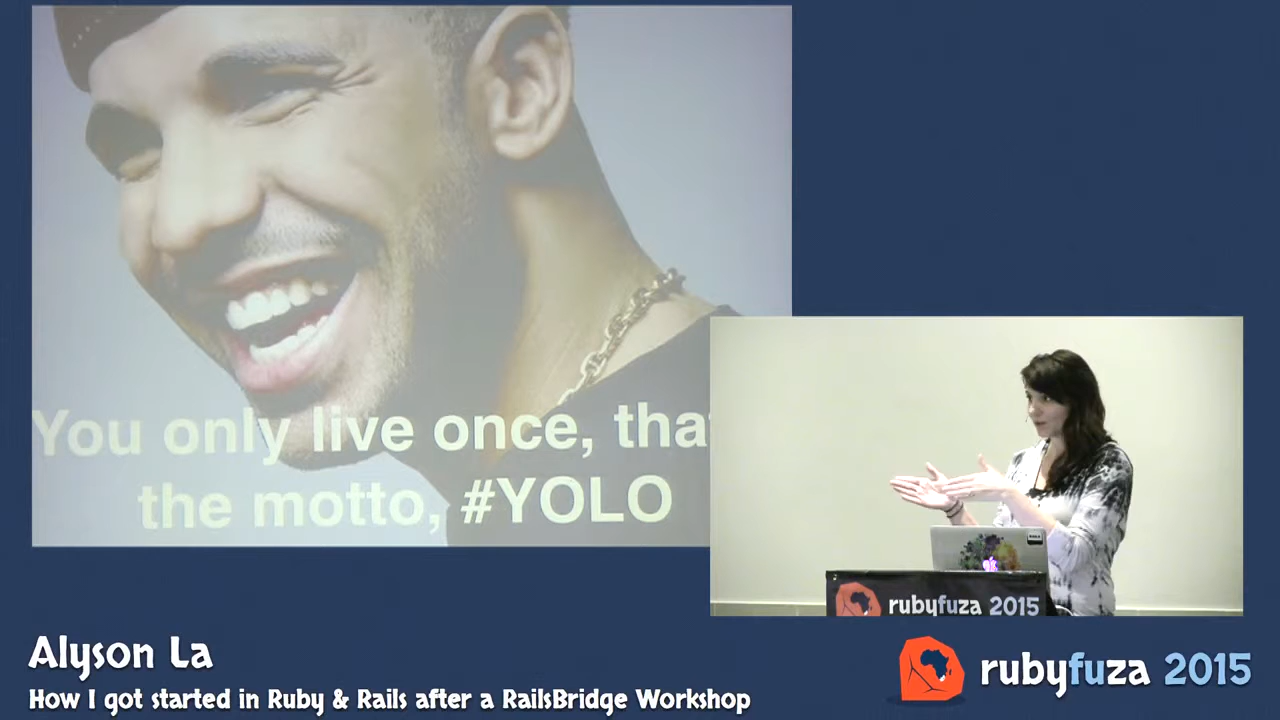 You only live once, tha
the motto, #YOLO
rubyfuza 2015
Alyson La
How I got started in Ruby & Rails after a RailsBridge Workshop
rubyfuza 2015